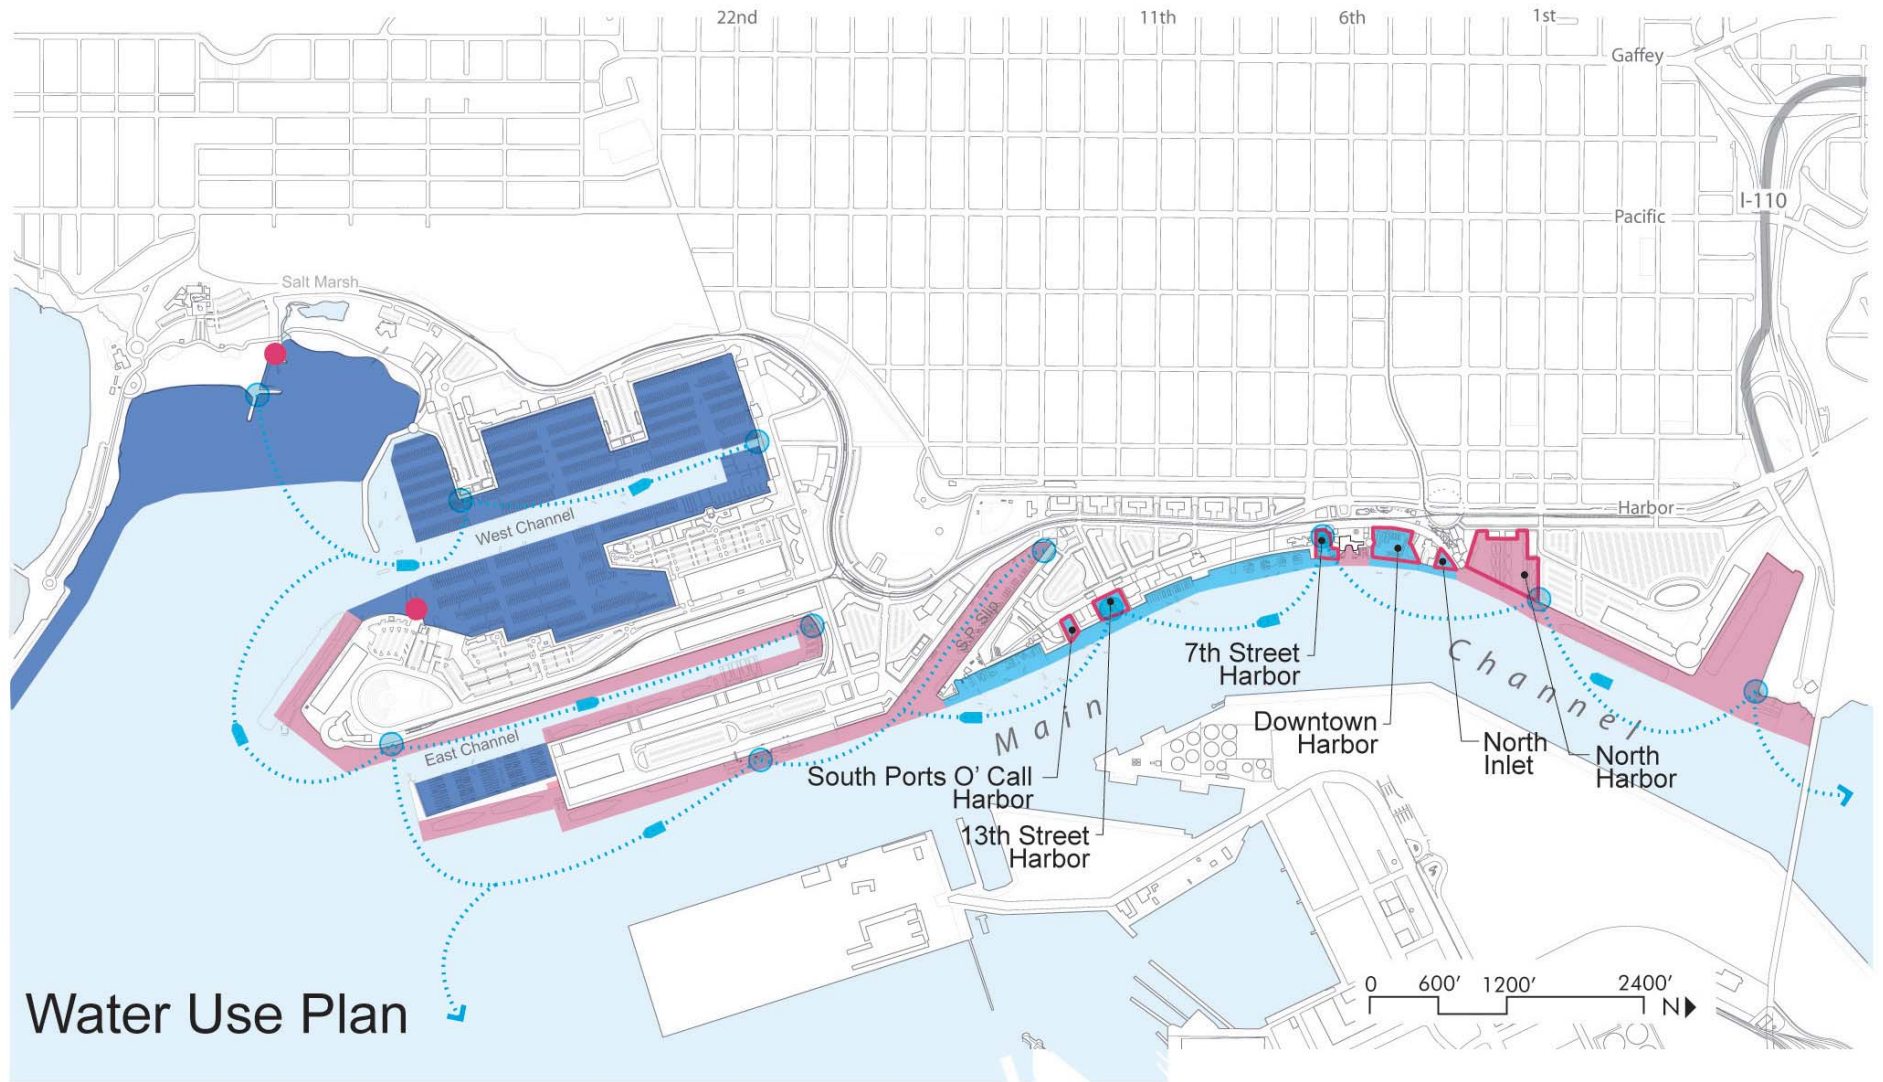 22nd
11th
6th
1st
Gaffey
I-110
Pacific
Salt Marsh
Harbor
West Channel
S.P. Slip
East Channel
Main Channel
7th Street
Harbor
Downtown
Harbor
North
Inlet
North
Harbor
South Ports O' Call
Harbor
13th Street
Harbor
0 600' 1200' 2400'
N
Water Use Plan